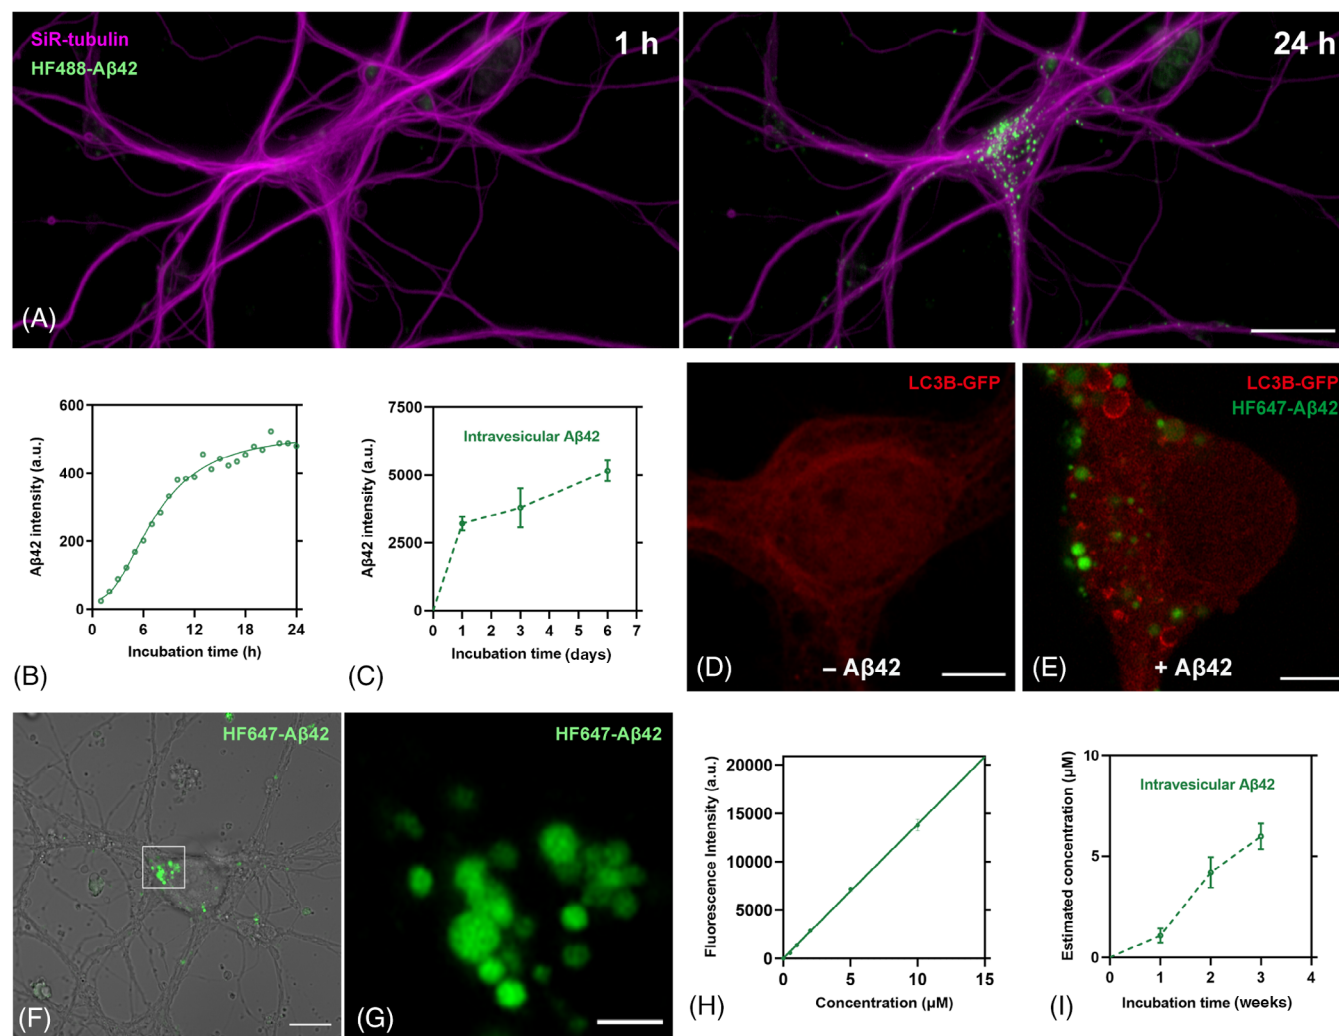 SiR-tubulin
HF488-Aβ42
1 h
24 h
(A)
600
400
200
0
0 6 12 18 24
Aβ42 intensity (a.u.)
Incubation time (h)
(B)
7500
5000
2500
0
0 1 2 3 4 5 6 7
Intravesicular Aβ42
Aβ42 intensity (a.u.)
Incubation time (days)
(C)
LC3B-GFP
– Aβ42
(D)
LC3B-GFP
HF647-Aβ42
+ Aβ42
(E)
HF647-Aβ42
(F)
HF647-Aβ42
(G)
20000
15000
10000
5000
0
0 5 10 15
Fluorescence Intensity (a.u.)
Concentration (µM)
(H)
10
5
0
0 1 2 3 4
Intravesicular Aβ42
Estimated concentration (µM)
Incubation time (weeks)
(I)